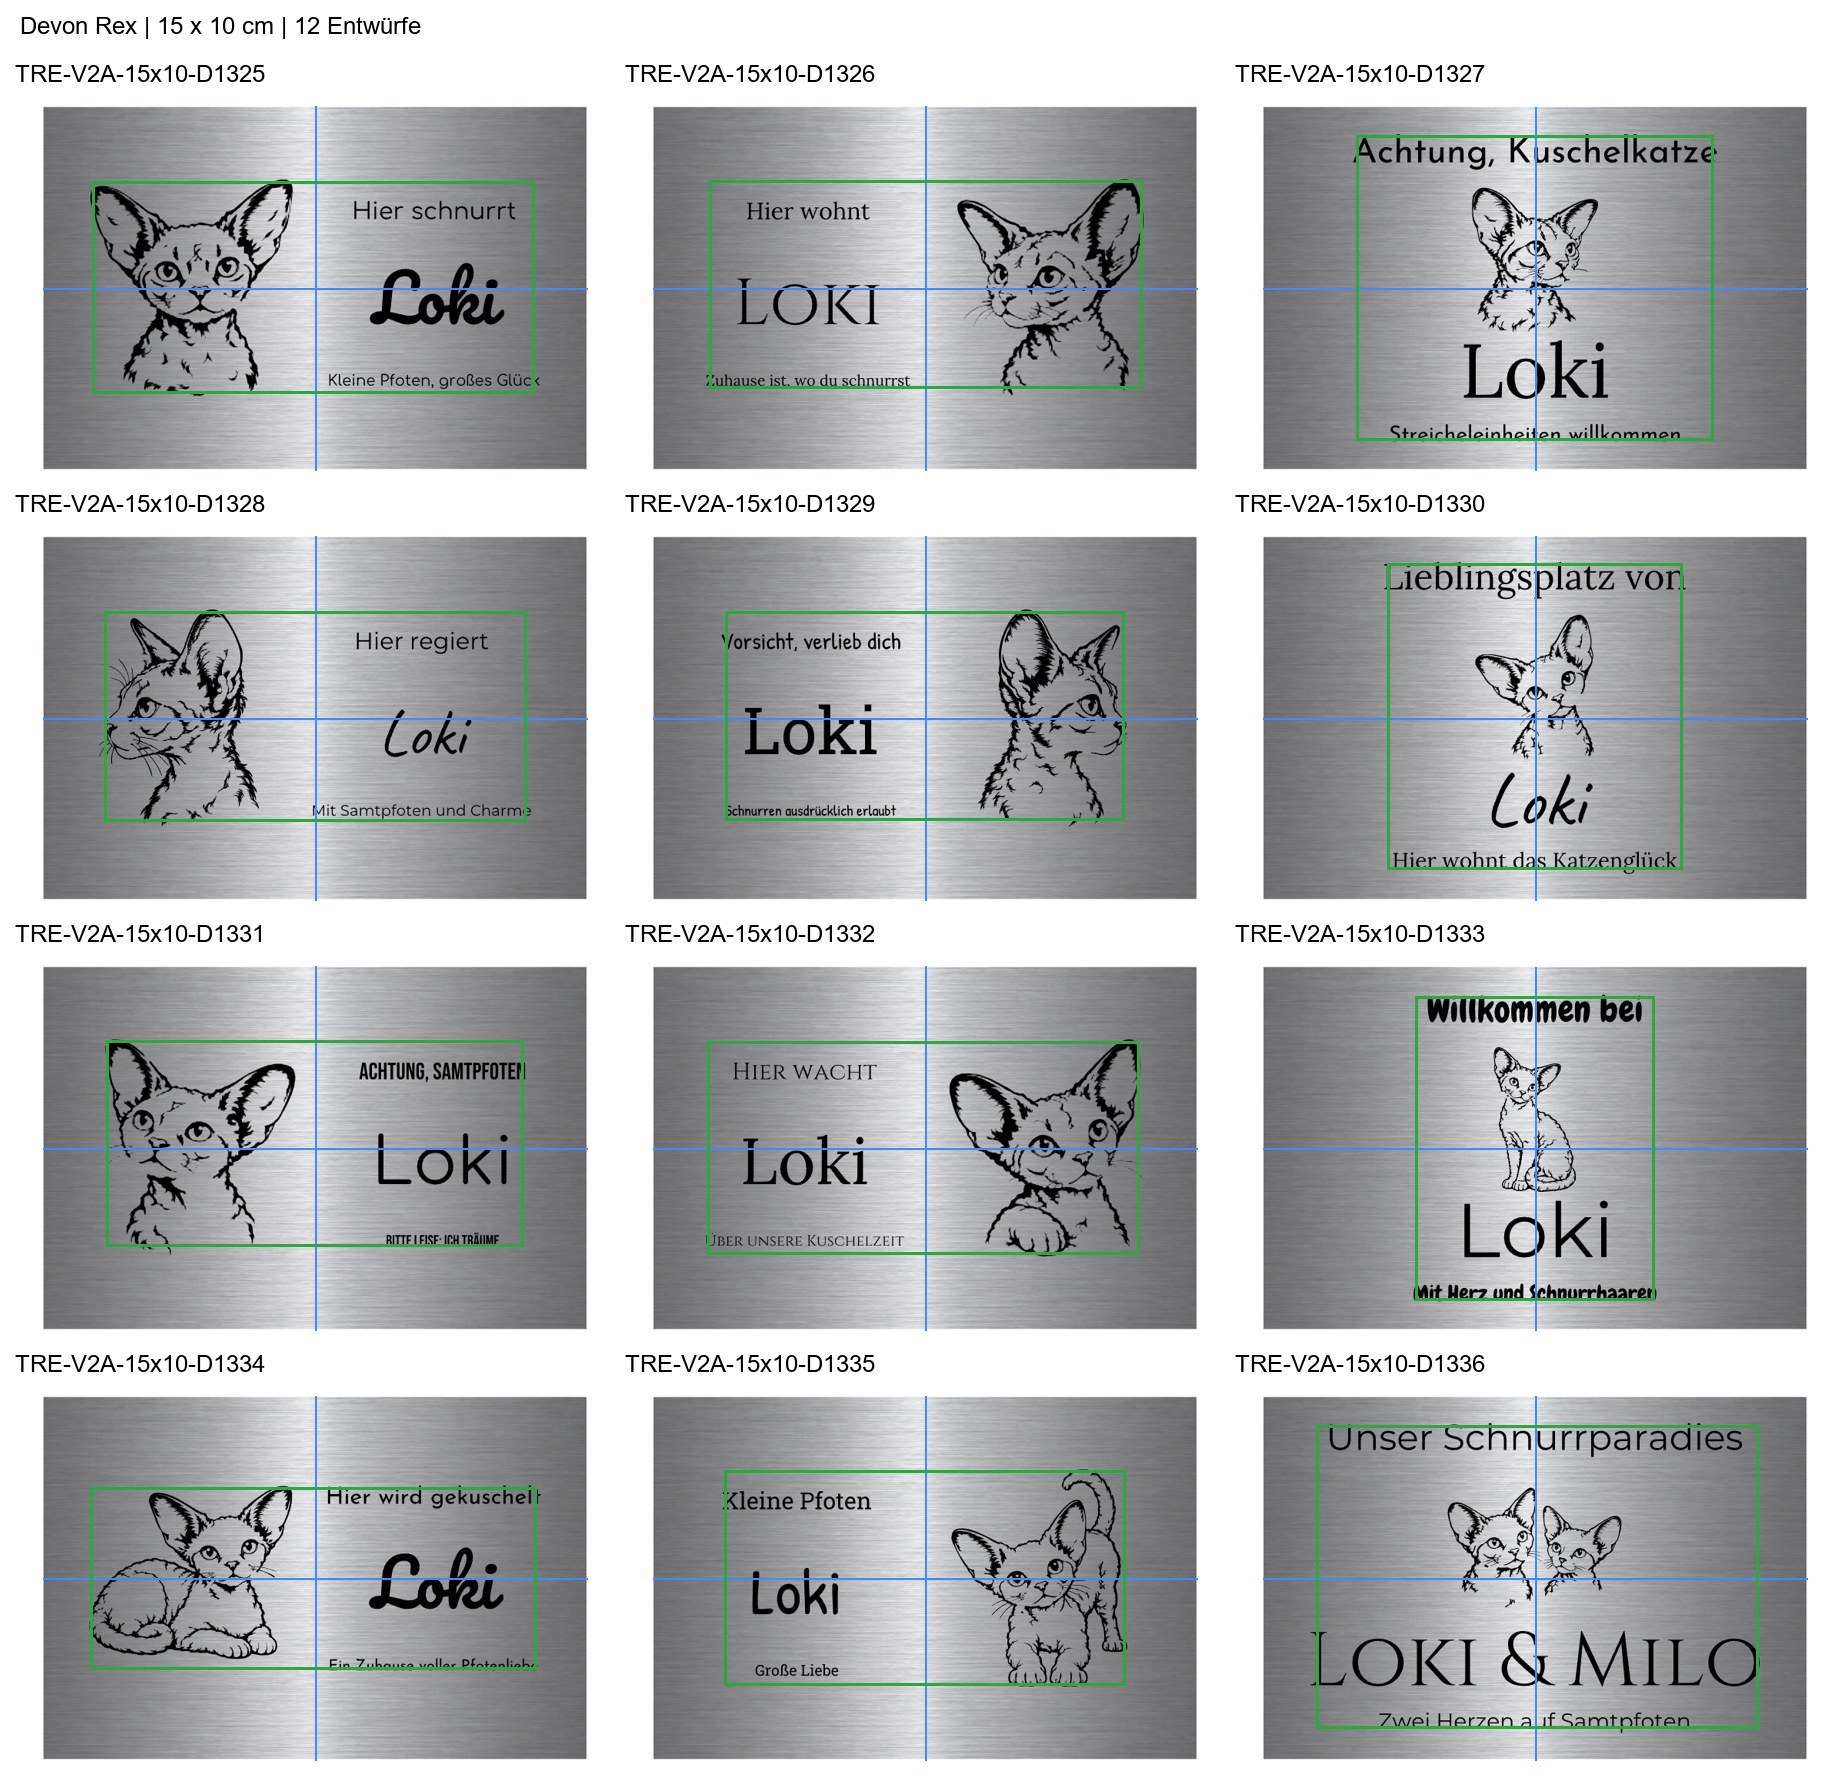 Devon Rex | 15 x 10 cm | 12 Entwürfe
TRE-V2A-15x10-D1325
Hier schnurrt
Loki
Kleine Pfoten, großes Glück
TRE-V2A-15x10-D1326
Hier wohnt
LOKI
Zuhause ist, wo du schnurrst
TRE-V2A-15x10-D1327
Achtung, Kuschelkatze
Loki
Streicheleinheiten willkommen
TRE-V2A-15x10-D1328
Hier regiert
Loki
Mit Samtpfoten und Charme
TRE-V2A-15x10-D1329
Vorsicht, verlieb dich
Loki
Schnurren ausdrücklich erlaubt
TRE-V2A-15x10-D1330
Lieblingsplatz von
Loki
Hier wohnt das Katzenglück
TRE-V2A-15x10-D1331
ACHTUNG, SAMTPFOTEN
Loki
BITTE LEISE: ICH TRÄUME
TRE-V2A-15x10-D1332
HIER WACHT
Loki
ÜBER UNSERE KUSCHELZEIT
TRE-V2A-15x10-D1333
Willkommen bei
Loki
Mit Herz und Schnurrhaaren
TRE-V2A-15x10-D1334
Hier wird gekuschelt
Loki
Ein Zuhause voller Pfotenliebe
TRE-V2A-15x10-D1335
Kleine Pfoten
Loki
Große Liebe
TRE-V2A-15x10-D1336
Unser Schnurrparadies
LOKI & MILO
Zwei Herzen auf Samtpfoten